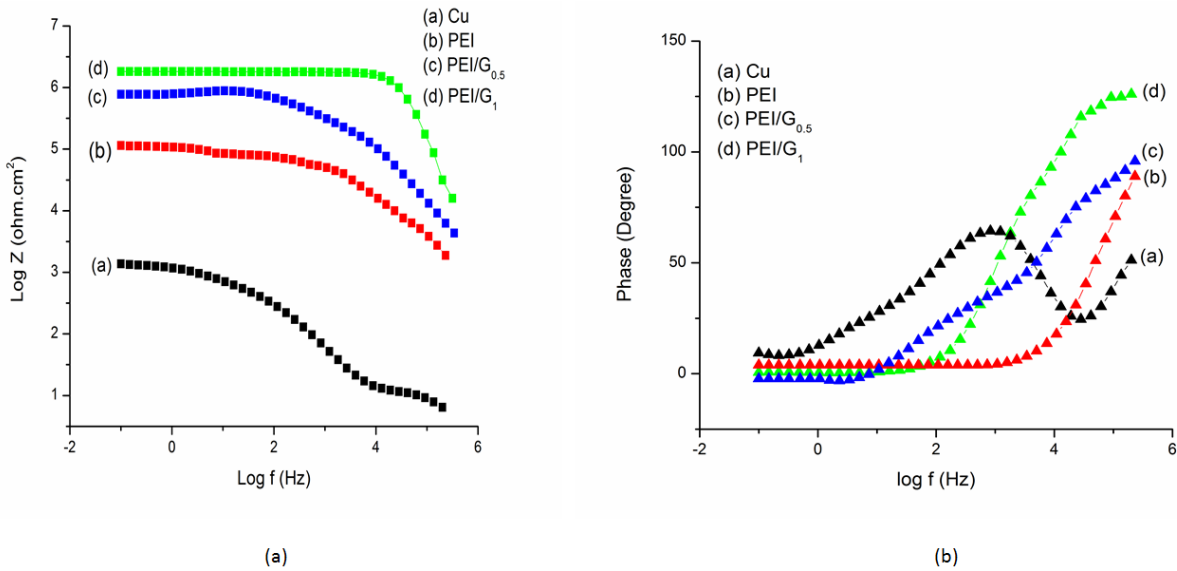 7
6
5
4
3
2
1
-2
0
2
4
6
Log Z (ohm.cm²)
Log f (Hz)
(a) Cu
(b) PEI
(c) PEI/G₀.₅
(d) PEI/G₁
(d)
(c)
(b)
(a)
(a)
150
100
50
0
-2
0
2
4
6
Phase (Degree)
log f (Hz)
(a) Cu
(b) PEI
(c) PEI/G₀.₅
(d) PEI/G₁
(d)
(c)
(b)
(a)
(b)